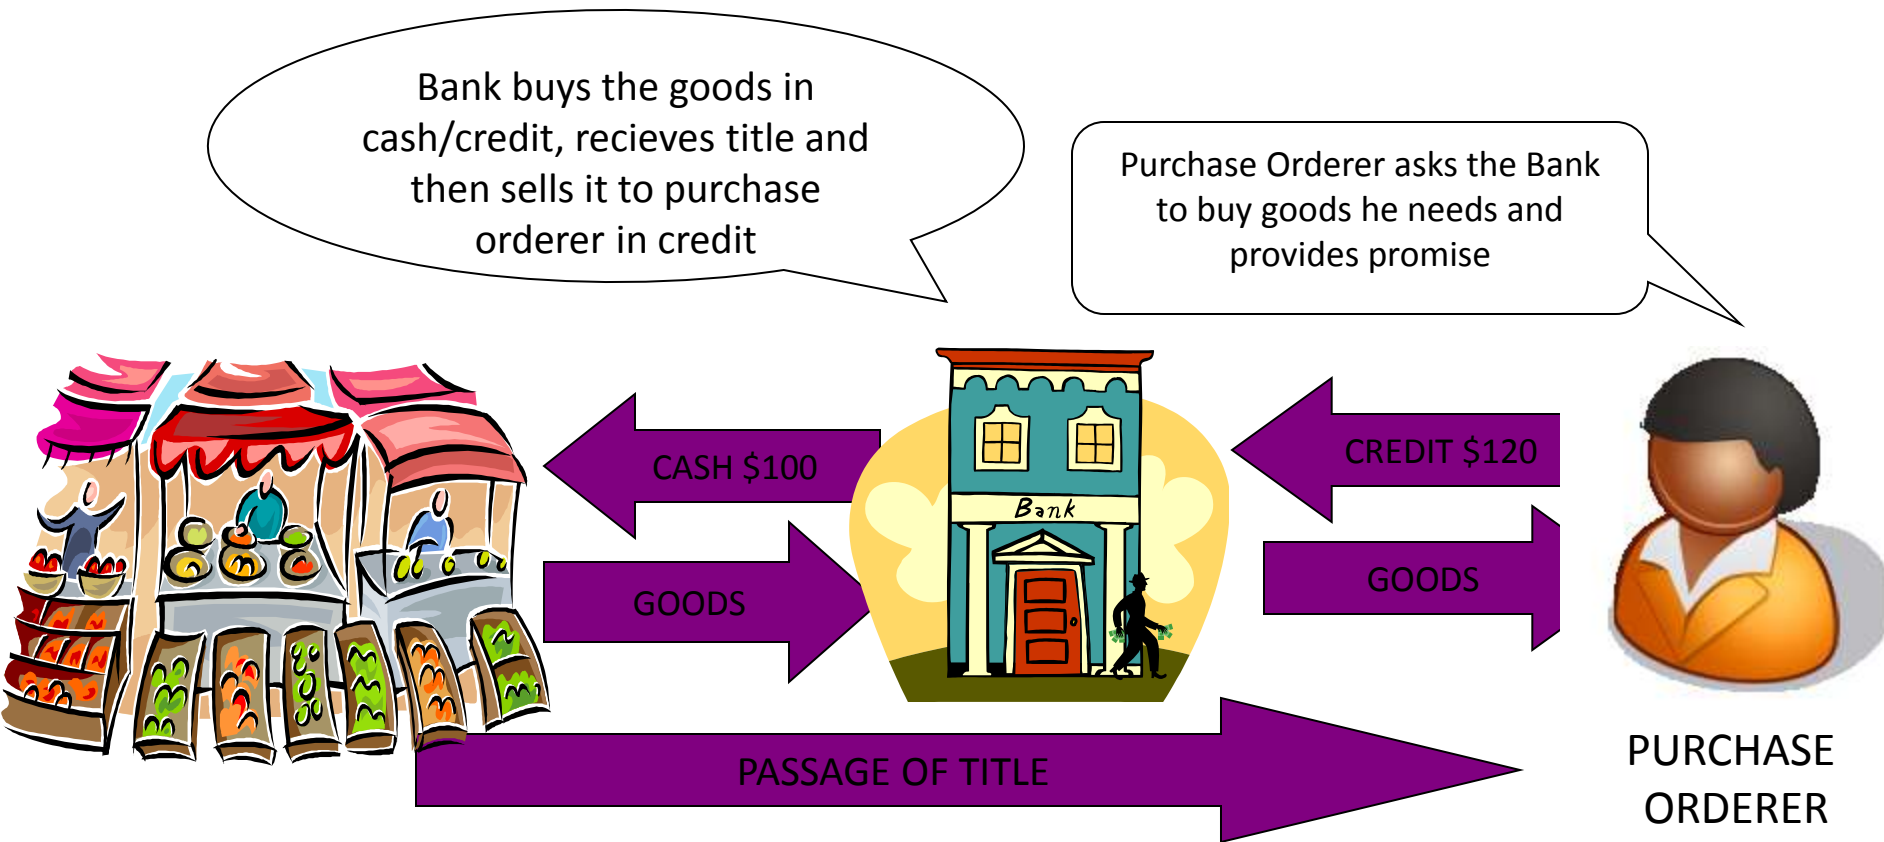 Bank buys the goods in
cash/credit, recieves title and
then sells it to purchase
orderer in credit
Purchase Orderer asks the Bank
to buy goods he needs and
provides promise
CASH $100
CREDIT $120
Bank
GOODS
GOODS
PASSAGE OF TITLE
PURCHASE
ORDERER